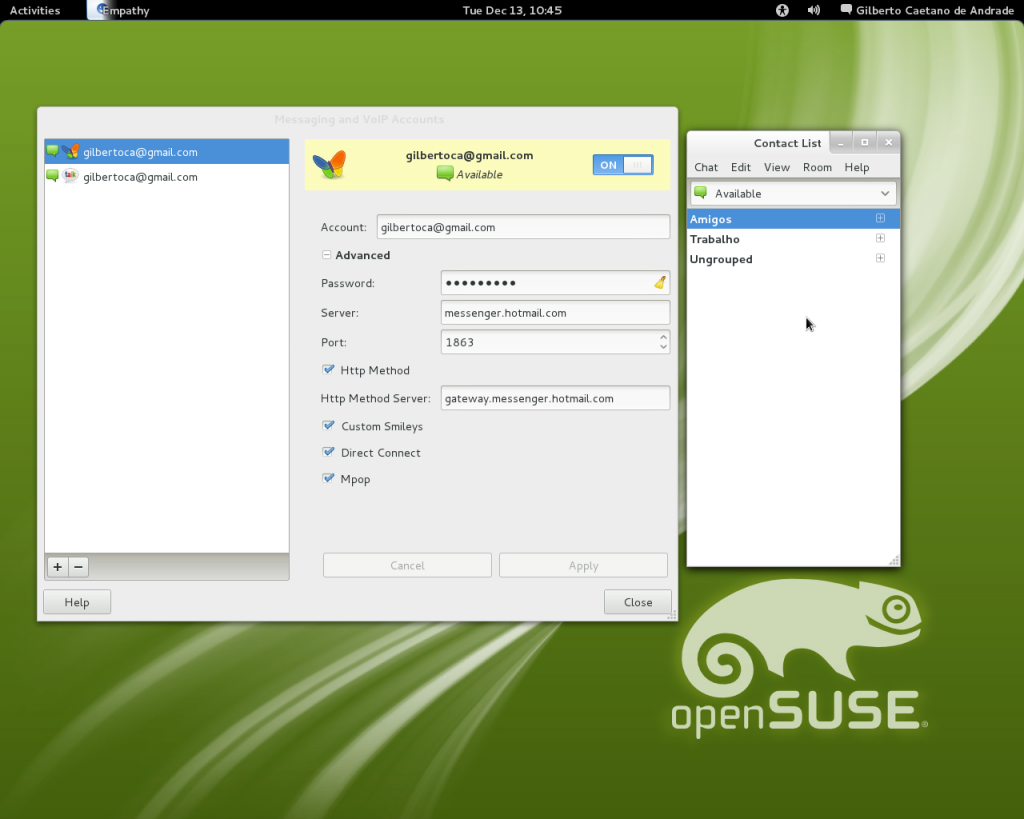 Activities Empathy Tue Dec 13, 10:45 Gilberto Caetano de Andrade
Messaging and VoIP Accounts
gilbertoca@gmail.com
talk gilbertoca@gmail.com
gilbertoca@gmail.com
Available
ON
Account: gilbertoca@gmail.com
Advanced
Password: •••••••••
Server: messenger.hotmail.com
Port: 1863
Http Method
Http Method Server: gateway.messenger.hotmail.com
Custom Smileys
Direct Connect
Mpop
Cancel Apply
Help Close
Contact List
Chat Edit View Room Help
Available
Amigos
Trabalho
Ungrouped
openSUSE